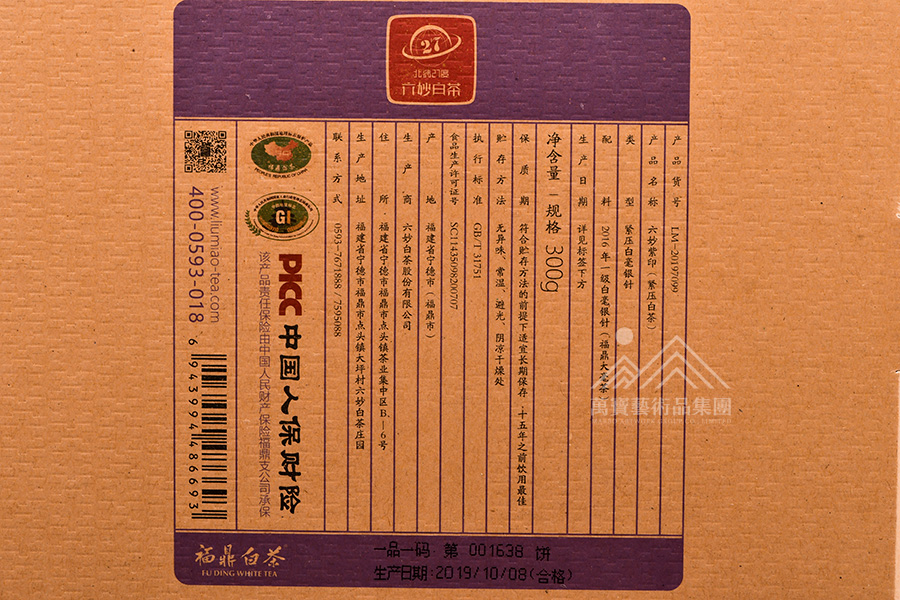 27
北纬27度
六妙白茶
产品货号 LM-20197099
产品名称 六妙紫印（紧压白茶）
类型 紧压白毫银针
配料 2016年一级白毫银针（福鼎大毫茶）
生产日期 详见标签下方
净含量－规格 300g
保质期 符合贮存方法的前提下适宜长期保存，十五年之前饮用最佳
贮存方法 无异味、常温、避光、阴凉干燥处
执行标准 GB/T 31751
食品生产许可证号 SC11435098200707
产地 福建省宁德市（福鼎市）
生产商 六妙白茶股份有限公司
住所 福建省宁德市福鼎市点头镇茶业集中区B-6号
生产地址 福建省宁德市福鼎市点头镇大坪村六妙白茶庄园
联系方式 0593-7671888 / 7595088
福鼎白茶
PEOPLE'S REPUBLIC OF CHINA
GI
PICC 中国人保财险
该产品责任保险由中国人民财产保险福鼎支公司承保
www.liumiao-tea.com
400-0593-018
6 943994 486693
福鼎白茶
FU DING WHITE TEA
一品一码：第 001638 饼
生产日期：2019/10/08(合格)
萬寶藝術品集團